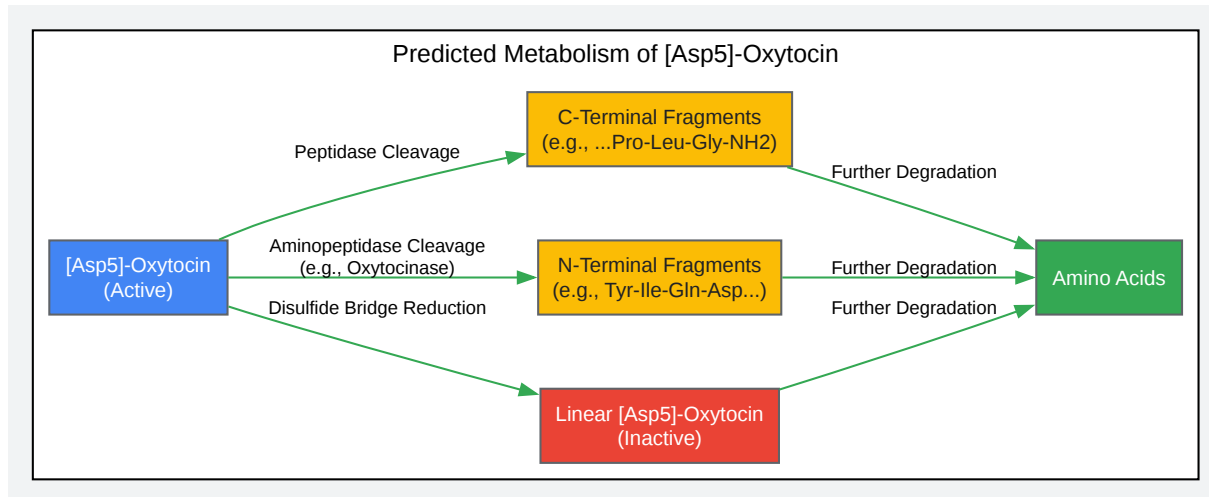 Predicted Metabolism of [Asp5]-Oxytocin
C-Terminal Fragments
(e.g., ...Pro-Leu-Gly-NH2)
Peptidase Cleavage
Further Degradation
[Asp5]-Oxytocin
(Active)
Aminopeptidase Cleavage
(e.g., Oxytocinase)
N-Terminal Fragments
(e.g., Tyr-Ile-Gln-Asp...)
Further Degradation
Amino Acids
Disulfide Bridge Reduction
Further Degradation
Linear [Asp5]-Oxytocin
(Inactive)